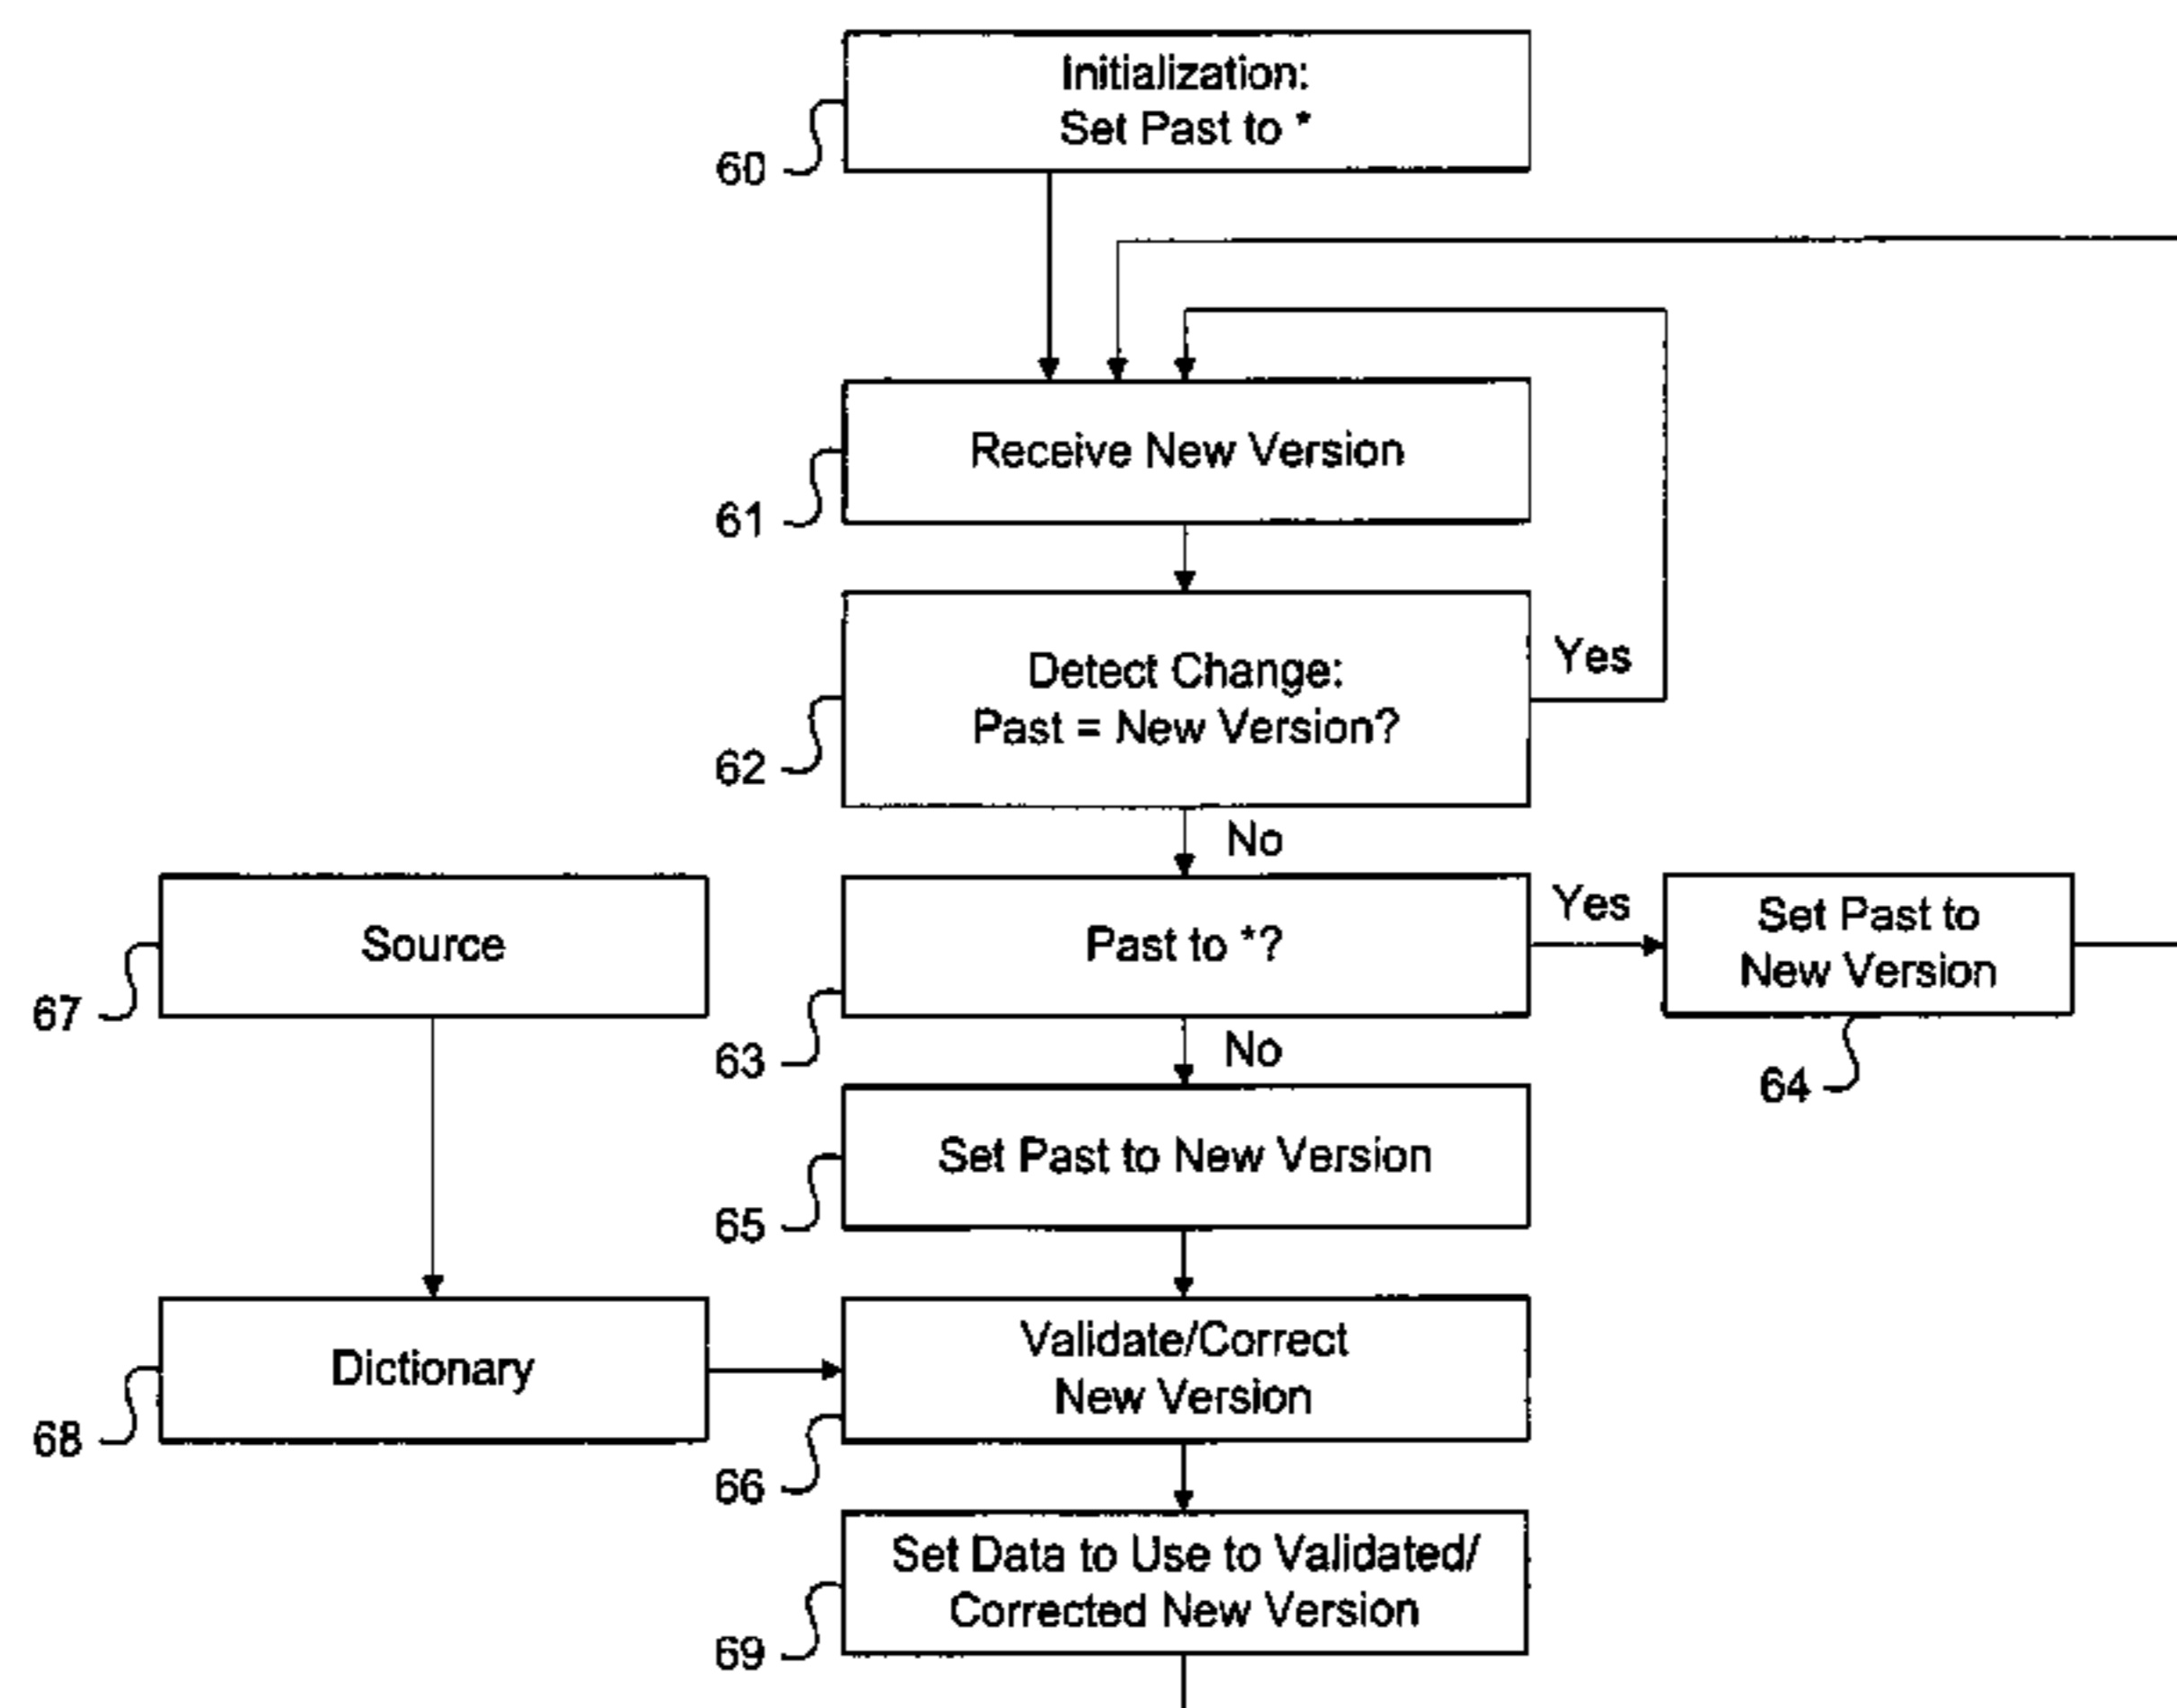 Initialization:
Set Past to *
60
Receive New Version
61
Detect Change:
Past = New Version?
Yes
62
No
Source
67
Past to *?
Yes
63
Set Past to
New Version
64
No
Set Past to New Version
65
Dictionary
68
Validate/Correct
New Version
66
Set Data to Use to Validated/
Corrected New Version
69